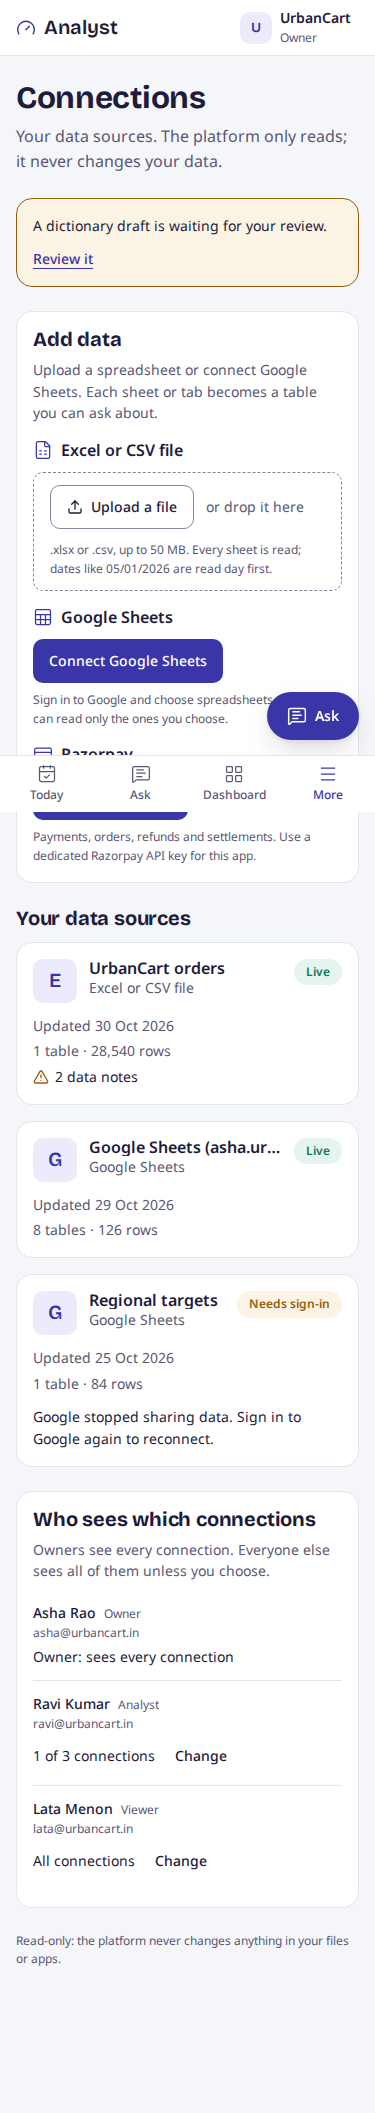 Analyst
U
UrbanCart
Owner
Connections
Your data sources. The platform only reads;
it never changes your data.
A dictionary draft is waiting for your review.
Review it
Add data
Upload a spreadsheet or connect Google
Sheets. Each sheet or tab becomes a table
you can ask about.
Excel or CSV file
Upload a file
or drop it here
.xlsx or .csv, up to 50 MB. Every sheet is read;
dates like 05/01/2026 are read day first.
Google Sheets
Connect Google Sheets
Sign in to Google and choose spreadsheets
can read only the ones you choose.
Ask
Razorpay
Today
Ask
Dashboard
More
Payments, orders, refunds and settlements. Use a
dedicated Razorpay API key for this app.
Your data sources
E
UrbanCart orders
Live
Excel or CSV file
Updated 30 Oct 2026
1 table · 28,540 rows
2 data notes
G
Google Sheets (asha.ur...
Live
Google Sheets
Updated 29 Oct 2026
8 tables · 126 rows
G
Regional targets
Needs sign-in
Google Sheets
Updated 25 Oct 2026
1 table · 84 rows
Google stopped sharing data. Sign in to
Google again to reconnect.
Who sees which connections
Owners see every connection. Everyone else
sees all of them unless you choose.
Asha Rao Owner
asha@urbancart.in
Owner: sees every connection
Ravi Kumar Analyst
ravi@urbancart.in
1 of 3 connections Change
Lata Menon Viewer
lata@urbancart.in
All connections Change
Read-only: the platform never changes anything in your files
or apps.